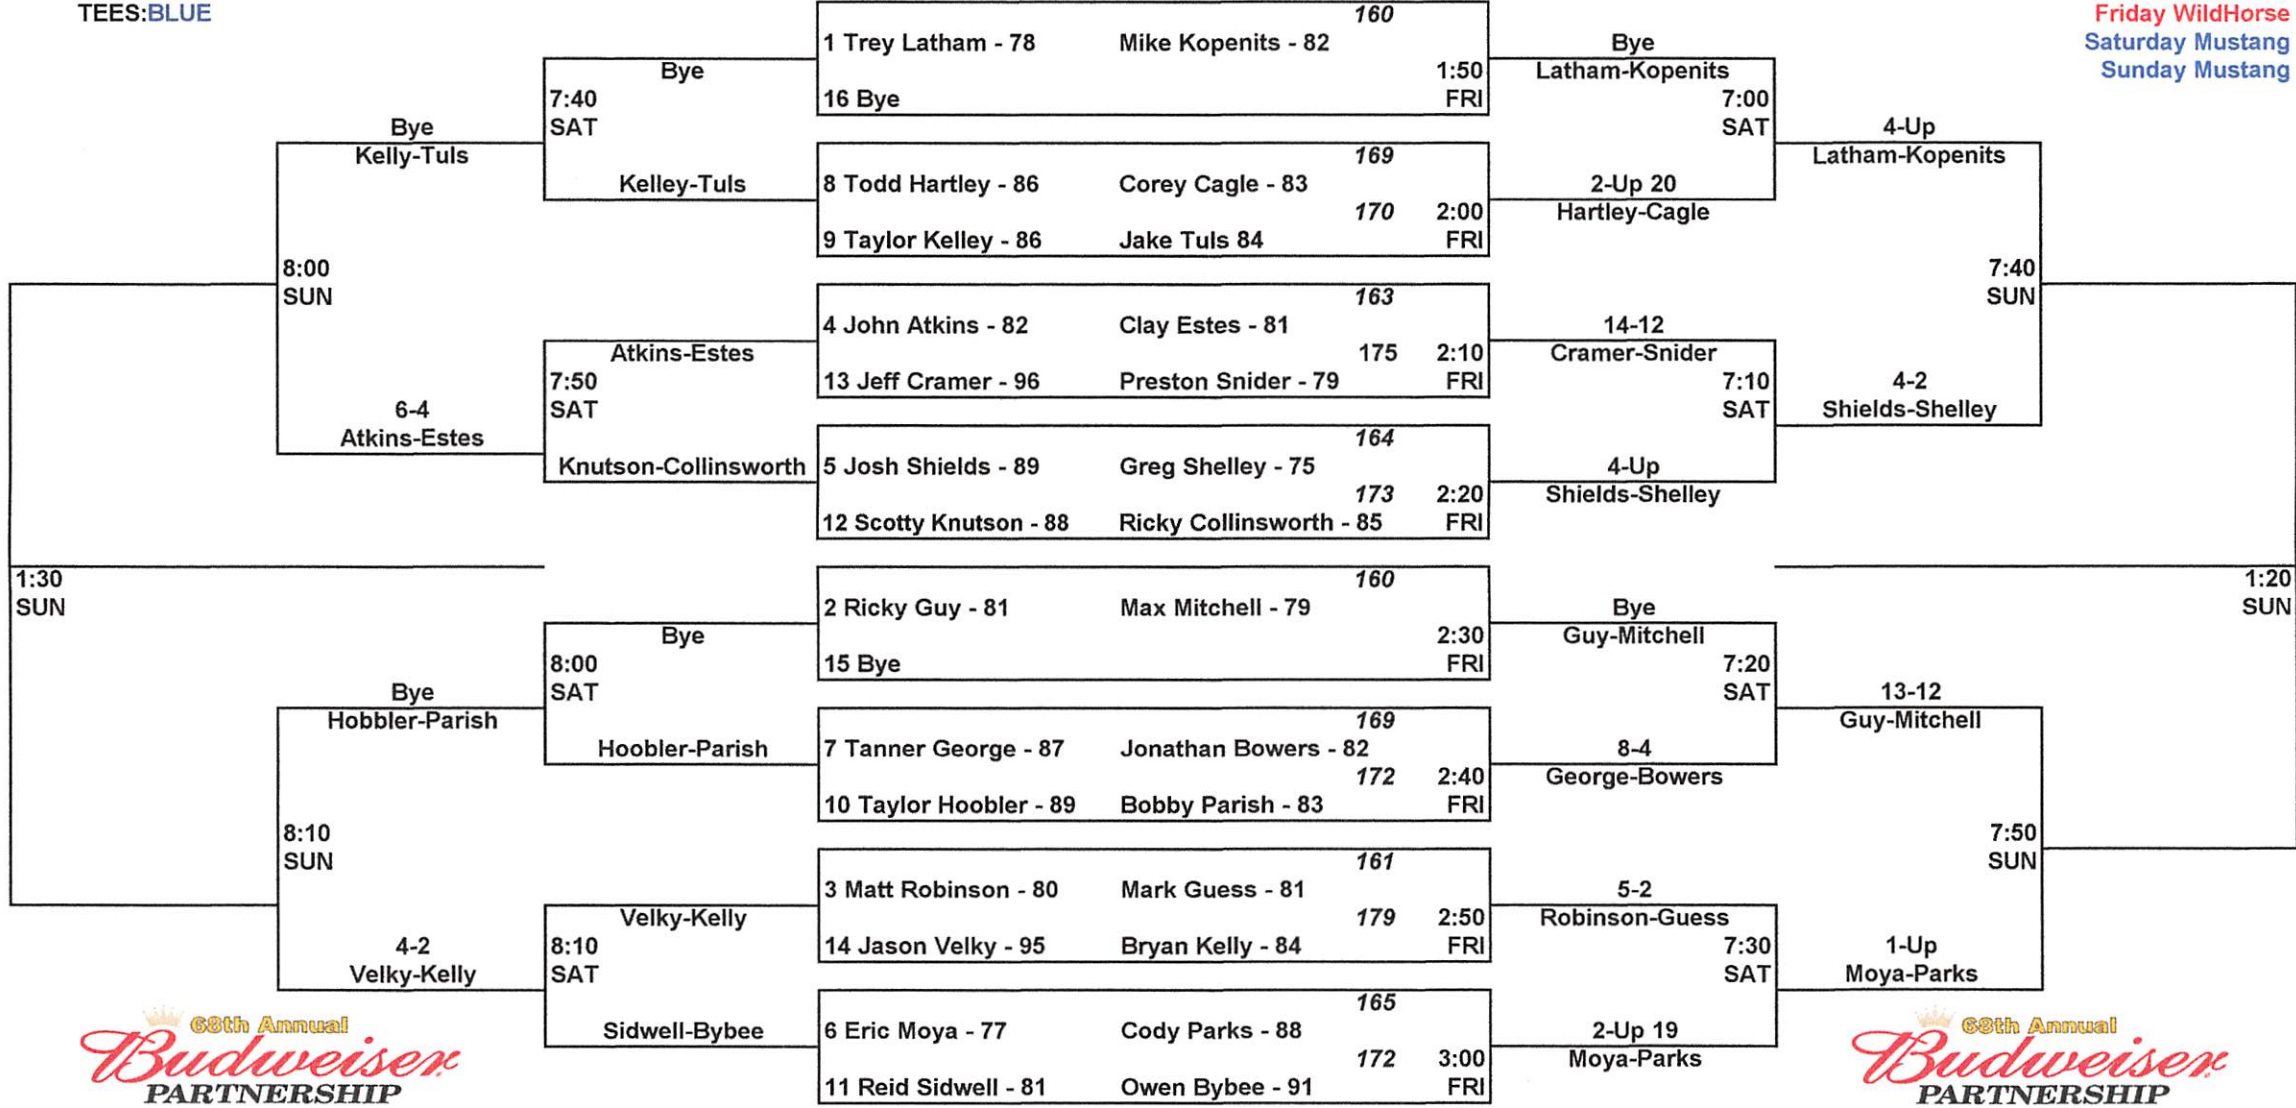 TEES:BLUE
Friday WildHorse
Saturday Mustang
Sunday Mustang
Bye
7:40
SAT
Bye
Kelly-Tuls
Kelley-Tuls
8:00
SUN
Atkins-Estes
7:50
SAT
6-4
Atkins-Estes
Knutson-Collinsworth
1:30
SUN
Bye
8:00
SAT
Bye
Hobbler-Parish
Hoobler-Parish
8:10
SUN
Velky-Kelly
4-2
Velky-Kelly
8:10
SAT
Sidwell-Bybee
160
1 Trey Latham - 78 Mike Kopenits - 82
1:50
16 Bye FRI
169
8 Todd Hartley - 86 Corey Cagle - 83
170 2:00
9 Taylor Kelley - 86 Jake Tuls 84 FRI
163
4 John Atkins - 82 Clay Estes - 81
175 2:10
13 Jeff Cramer - 96 Preston Snider - 79 FRI
164
5 Josh Shields - 89 Greg Shelley - 75
173 2:20
12 Scotty Knutson - 88 Ricky Collinsworth - 85 FRI
160
2 Ricky Guy - 81 Max Mitchell - 79
2:30
15 Bye FRI
169
7 Tanner George - 87 Jonathan Bowers - 82
172 2:40
10 Taylor Hoobler - 89 Bobby Parish - 83 FRI
161
3 Matt Robinson - 80 Mark Guess - 81
179 2:50
14 Jason Velky - 95 Bryan Kelly - 84 FRI
165
6 Eric Moya - 77 Cody Parks - 88
172 3:00
11 Reid Sidwell - 81 Owen Bybee - 91 FRI
Bye
Latham-Kopenits
7:00
SAT
2-Up 20
Hartley-Cagle
4-Up
Latham-Kopenits
7:40
SUN
14-12
Cramer-Snider
7:10
SAT
4-2
Shields-Shelley
4-Up
Shields-Shelley
1:20
SUN
Bye
Guy-Mitchell
7:20
SAT
13-12
Guy-Mitchell
8-4
George-Bowers
7:50
SUN
5-2
Robinson-Guess
7:30
SAT
1-Up
Moya-Parks
2-Up 19
Moya-Parks
68th Annual
Budweiser
PARTNERSHIP
68th Annual
Budweiser
PARTNERSHIP